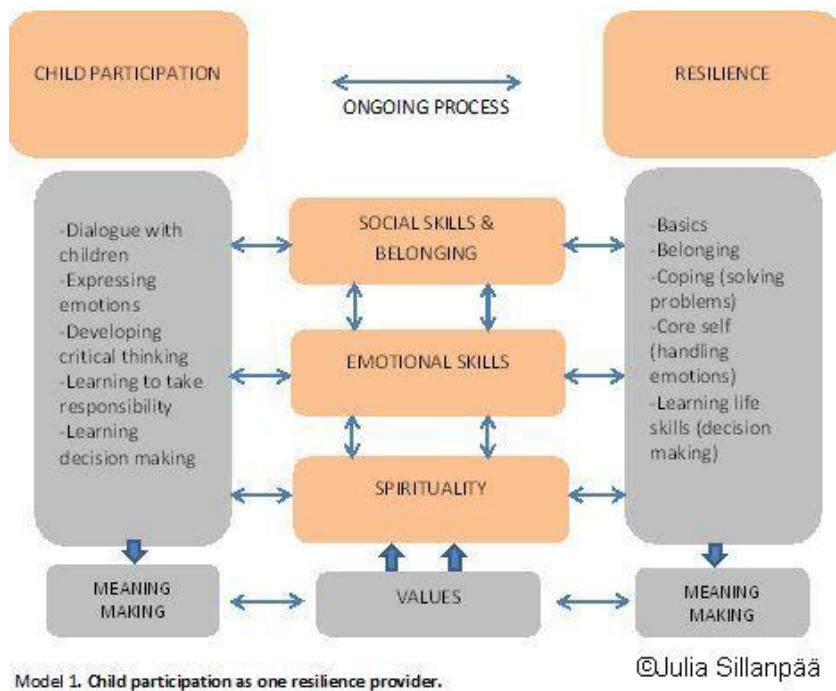 CHILD PARTICIPATION
ONGOING PROCESS
RESILIENCE
-Dialogue with
children
-Expressing
emotions
-Developing
critical thinking
-Learning to take
responsibility
-Learning
decision making
SOCIAL SKILLS &
BELONGING
EMOTIONAL SKILLS
SPIRITUALITY
-Basics
-Belonging
-Coping (solving
problems)
-Core self
(handling
emotions)
-Learning life
skills (decision
making)
MEANING
MAKING
VALUES
MEANING
MAKING
Model 1. Child participation as one resilience provider.
©Julia Sillanpää